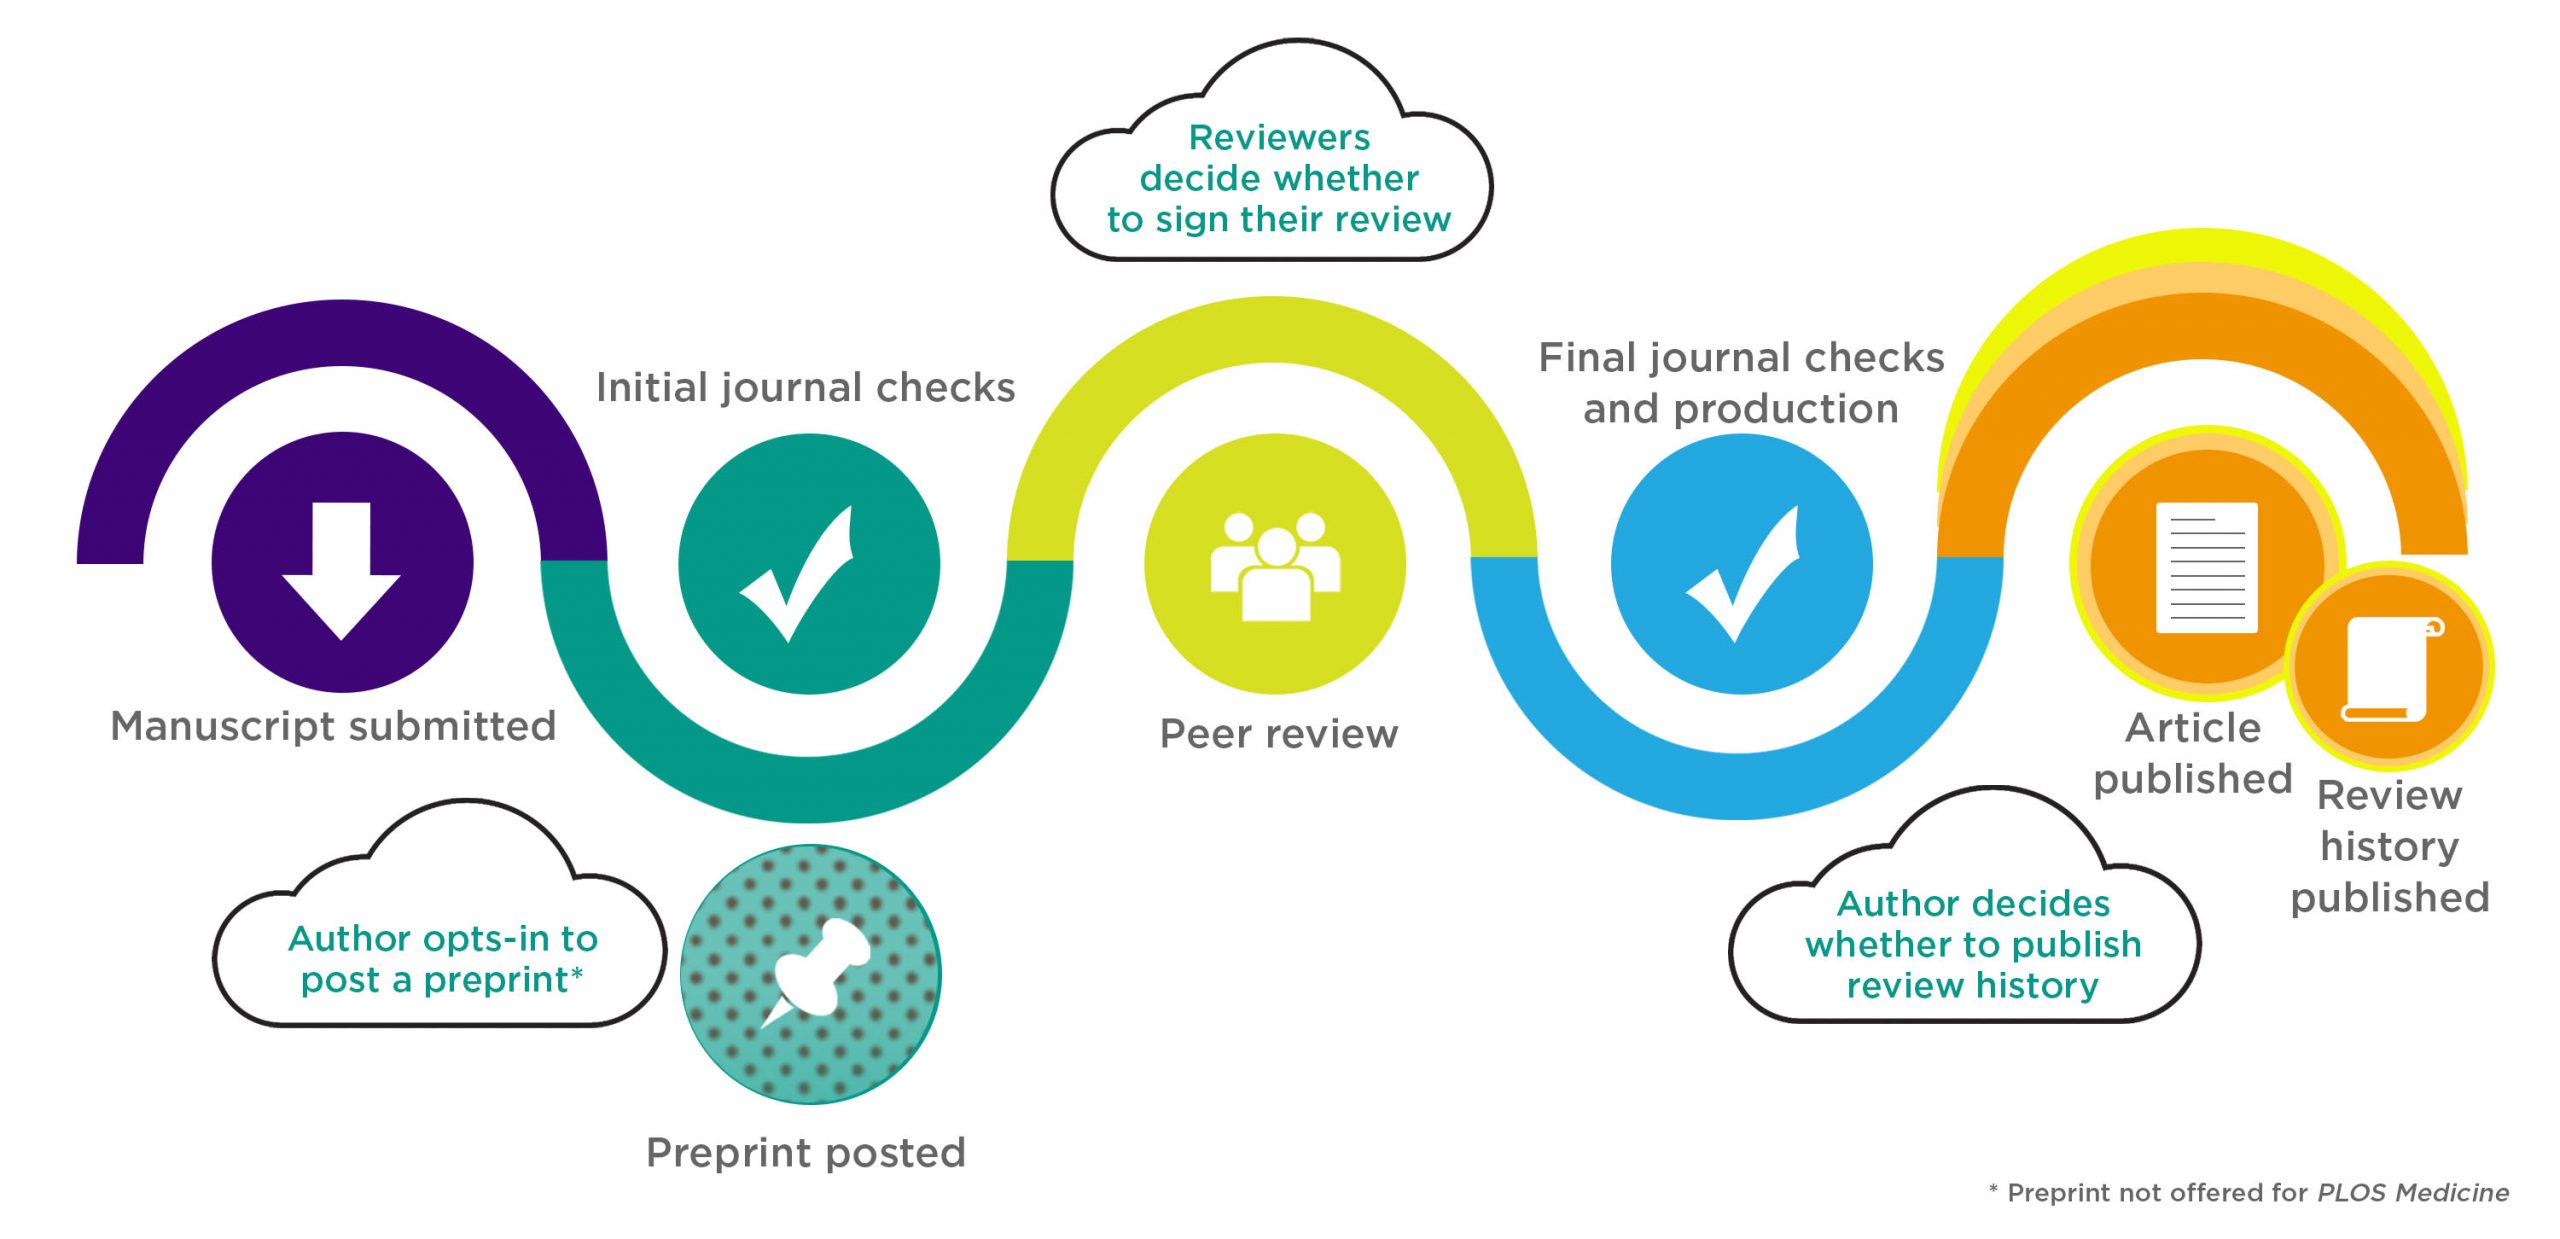 Reviewers
decide whether
to sign their review
Initial journal checks
Final journal checks
and production
Manuscript submitted
Peer review
Article
published
Review
history
published
Author opts-in to
post a preprint*
Author decides
whether to publish
review history
Preprint posted
* Preprint not offered for PLOS Medicine